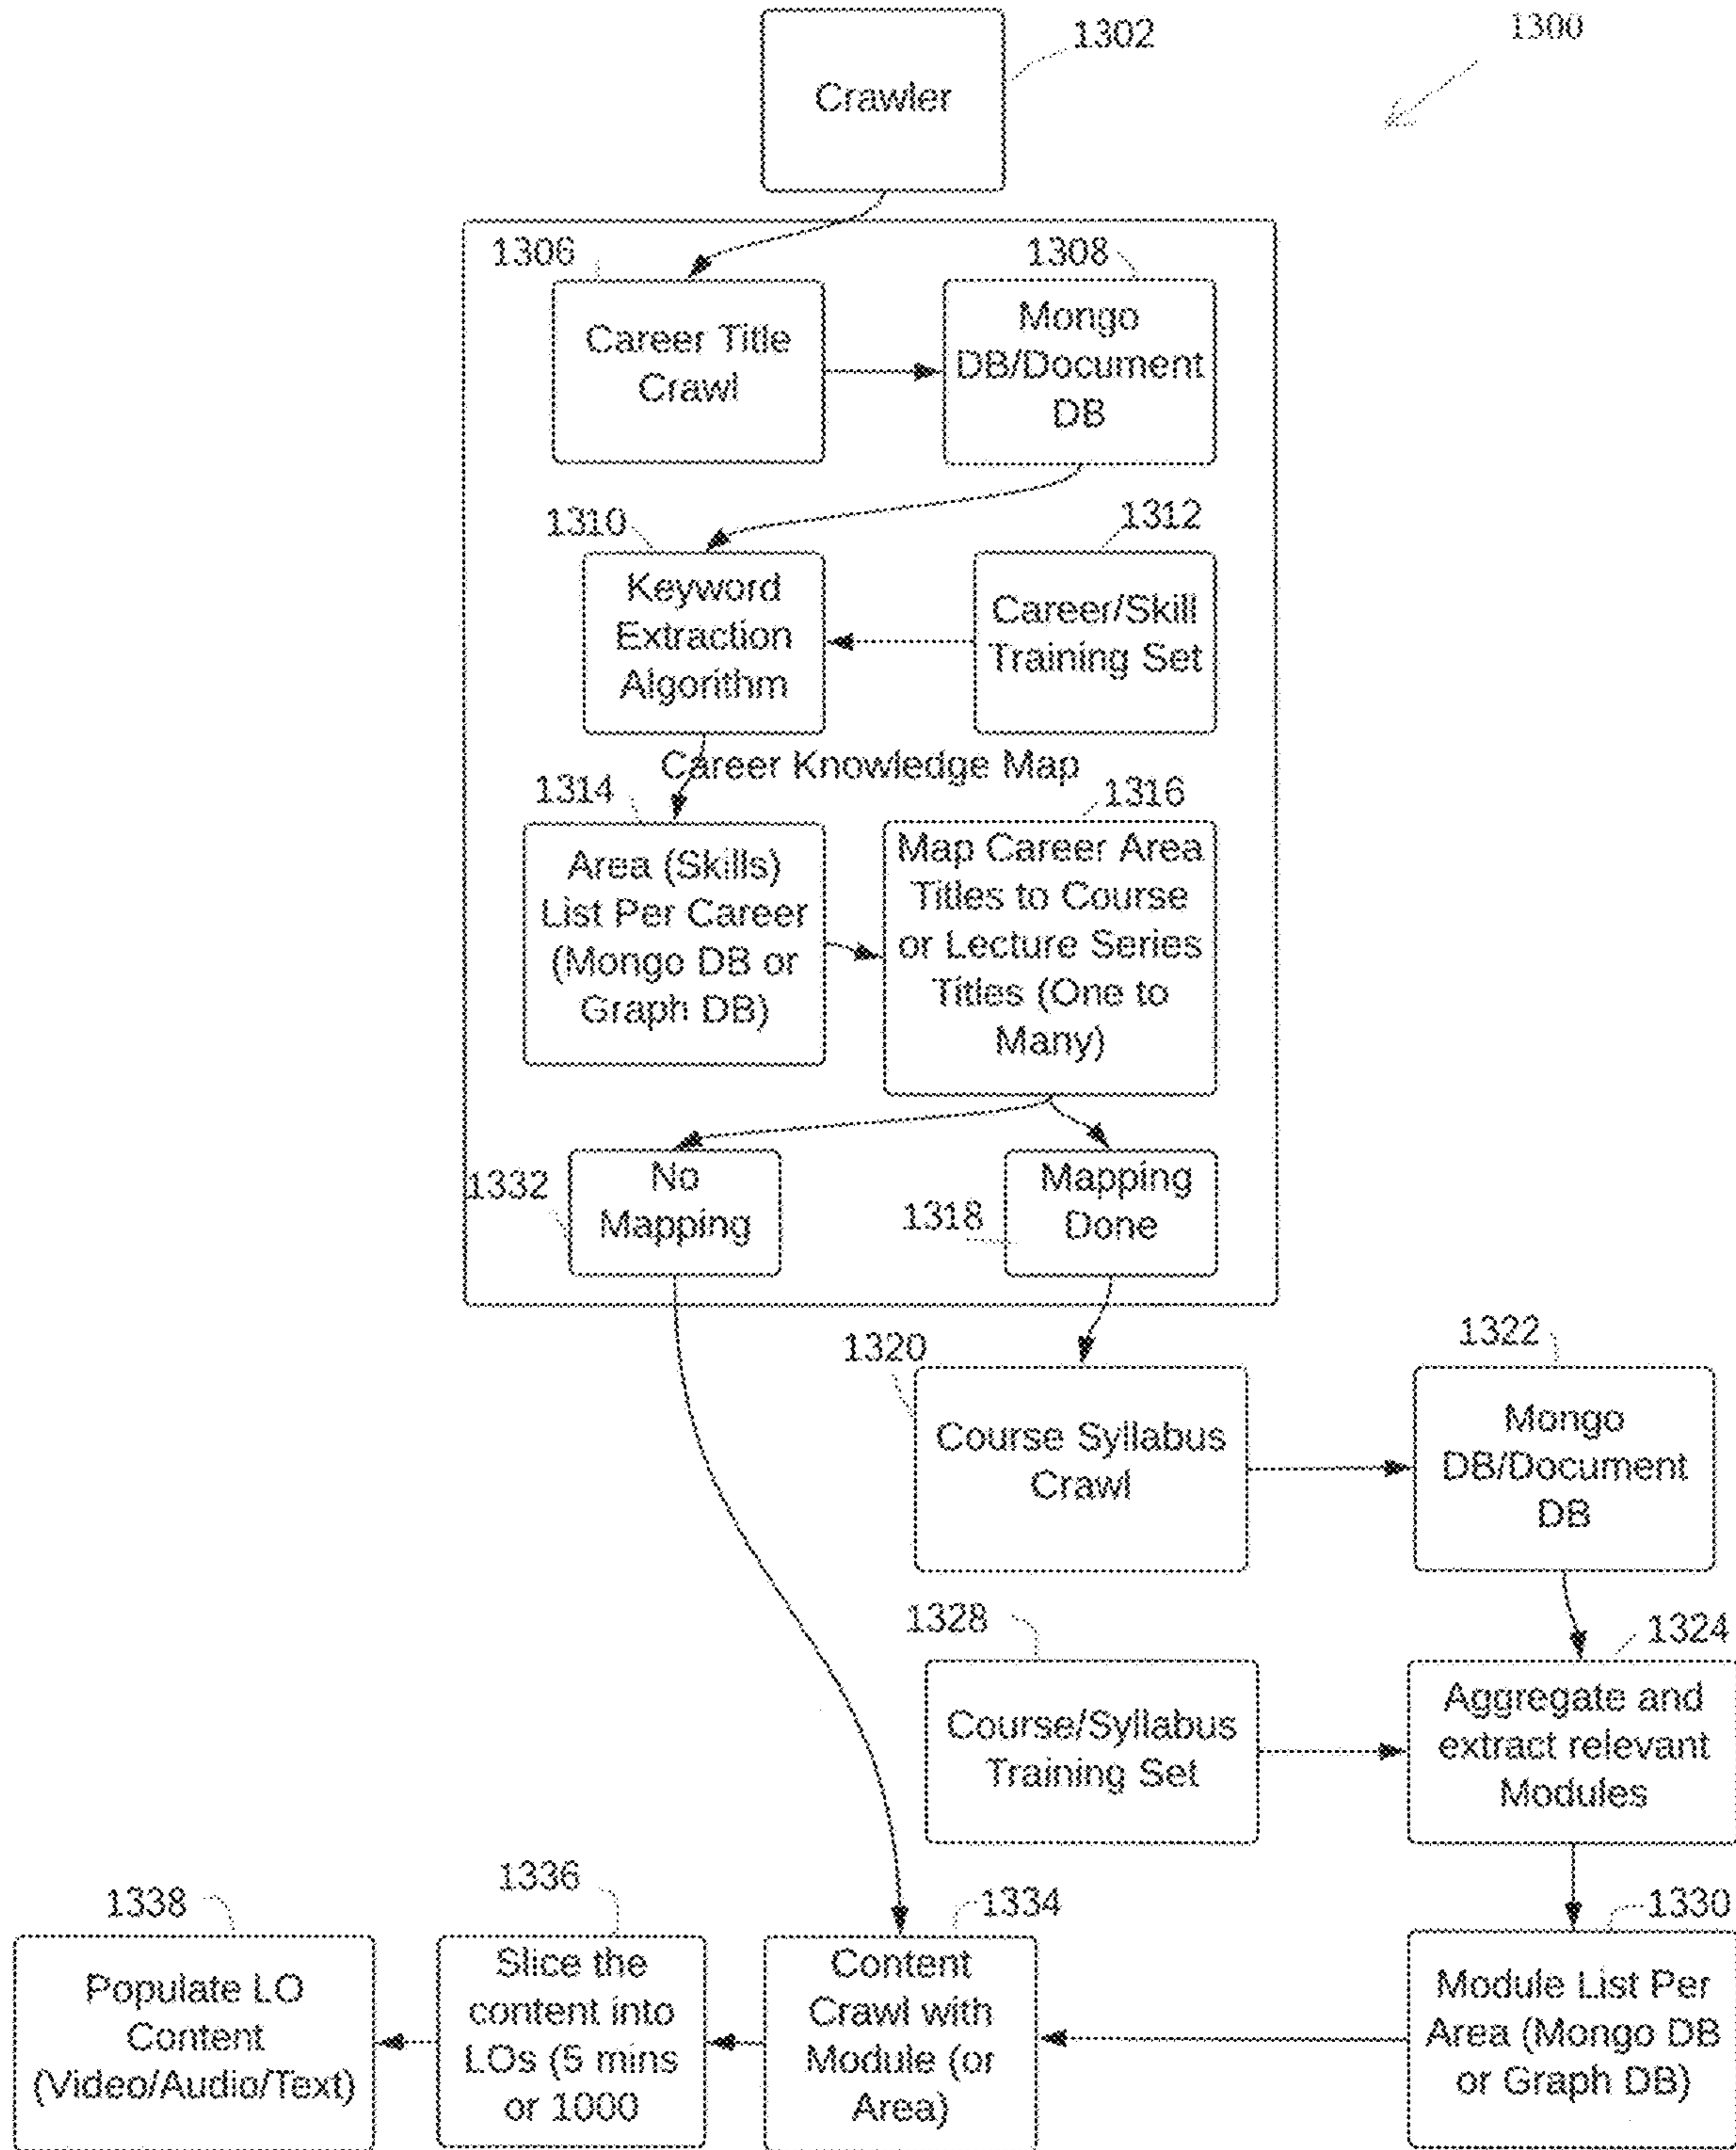 1300
1302
Crawler
1306
Career Title
Crawl
1308
Mongo
DB/Document
DB
1310
Keyword
Extraction
Algorithm
1312
Career/Skill
Training Set
Career Knowledge Map
1314
Area (Skills)
List Per Career
(Mongo DB or
Graph DB)
1316
Map Career Area
Titles to Course
or Lecture Series
Titles (One to
Many)
1332
No
Mapping
1318
Mapping
Done
1320
Course Syllabus
Crawl
1322
Mongo
DB/Document
DB
1328
Course/Syllabus
Training Set
1324
Aggregate and
extract relevant
Modules
1338
Populate LO
Content
(Video/Audio/Text)
1336
Slice the
content into
LOs (5 mins
or 1000
1334
Content
Crawl with
Module (or
Area)
1330
Module List Per
Area (Mongo DB
or Graph DB)